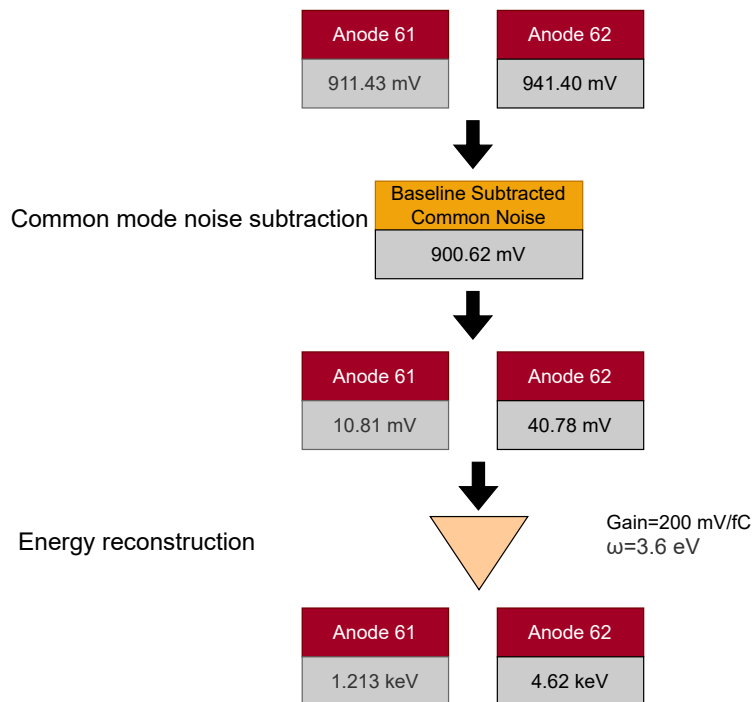 Anode 61
Anode 62
911.43 mV
941.40 mV
Common mode noise subtraction
Baseline Subtracted
Common Noise
900.62 mV
Anode 61
Anode 62
10.81 mV
40.78 mV
Energy reconstruction
Gain=200 mV/fC
ω=3.6 eV
Anode 61
Anode 62
1.213 keV
4.62 keV